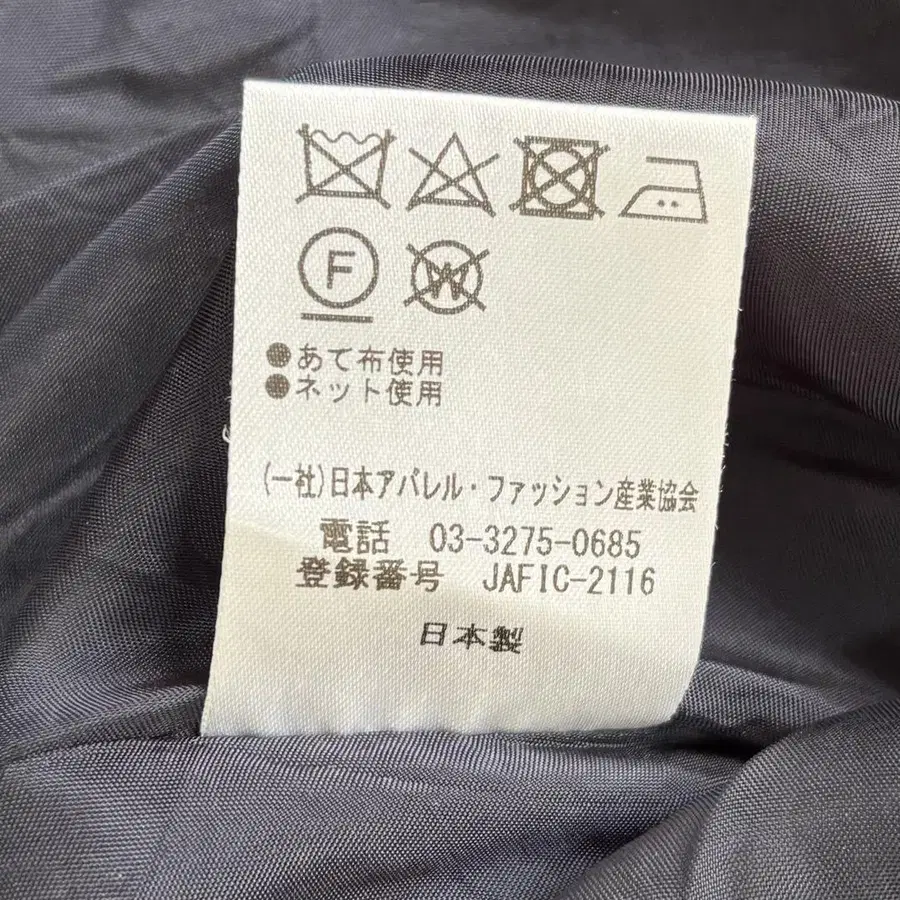 F W
●あて布使用
●ネット使用
(一社)日本アパレル・ファッション産業協会
電話 03-3275-0685
登録番号 JAFIC-2116
日本製